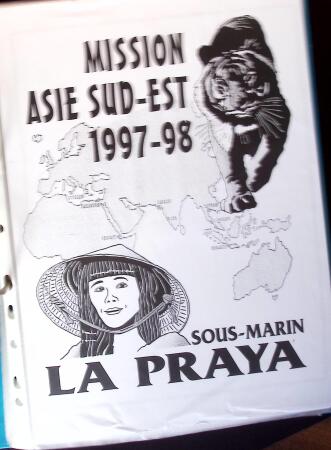 MISSION
ASIE SUD-EST
1997-98
SOUS-MARIN
LA PRAYA